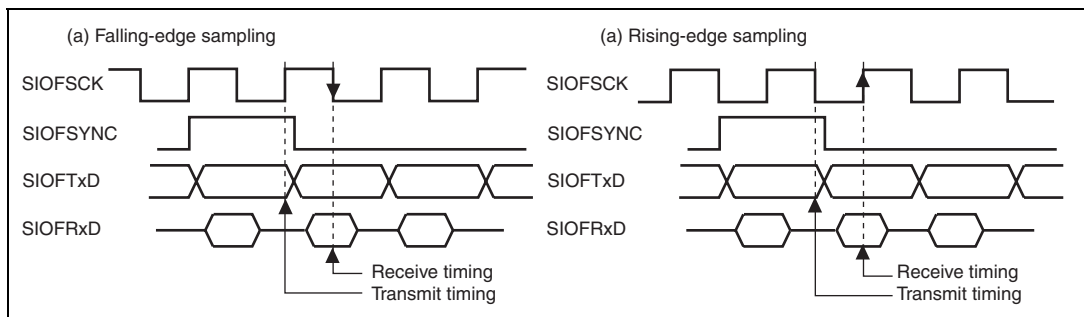 (a) Falling-edge sampling
SIOFSCK
SIOFSYNC
SIOFTxD
SIOFRxD
Receive timing
Transmit timing
(a) Rising-edge sampling
SIOFSCK
SIOFSYNC
SIOFTxD
SIOFRxD
Receive timing
Transmit timing